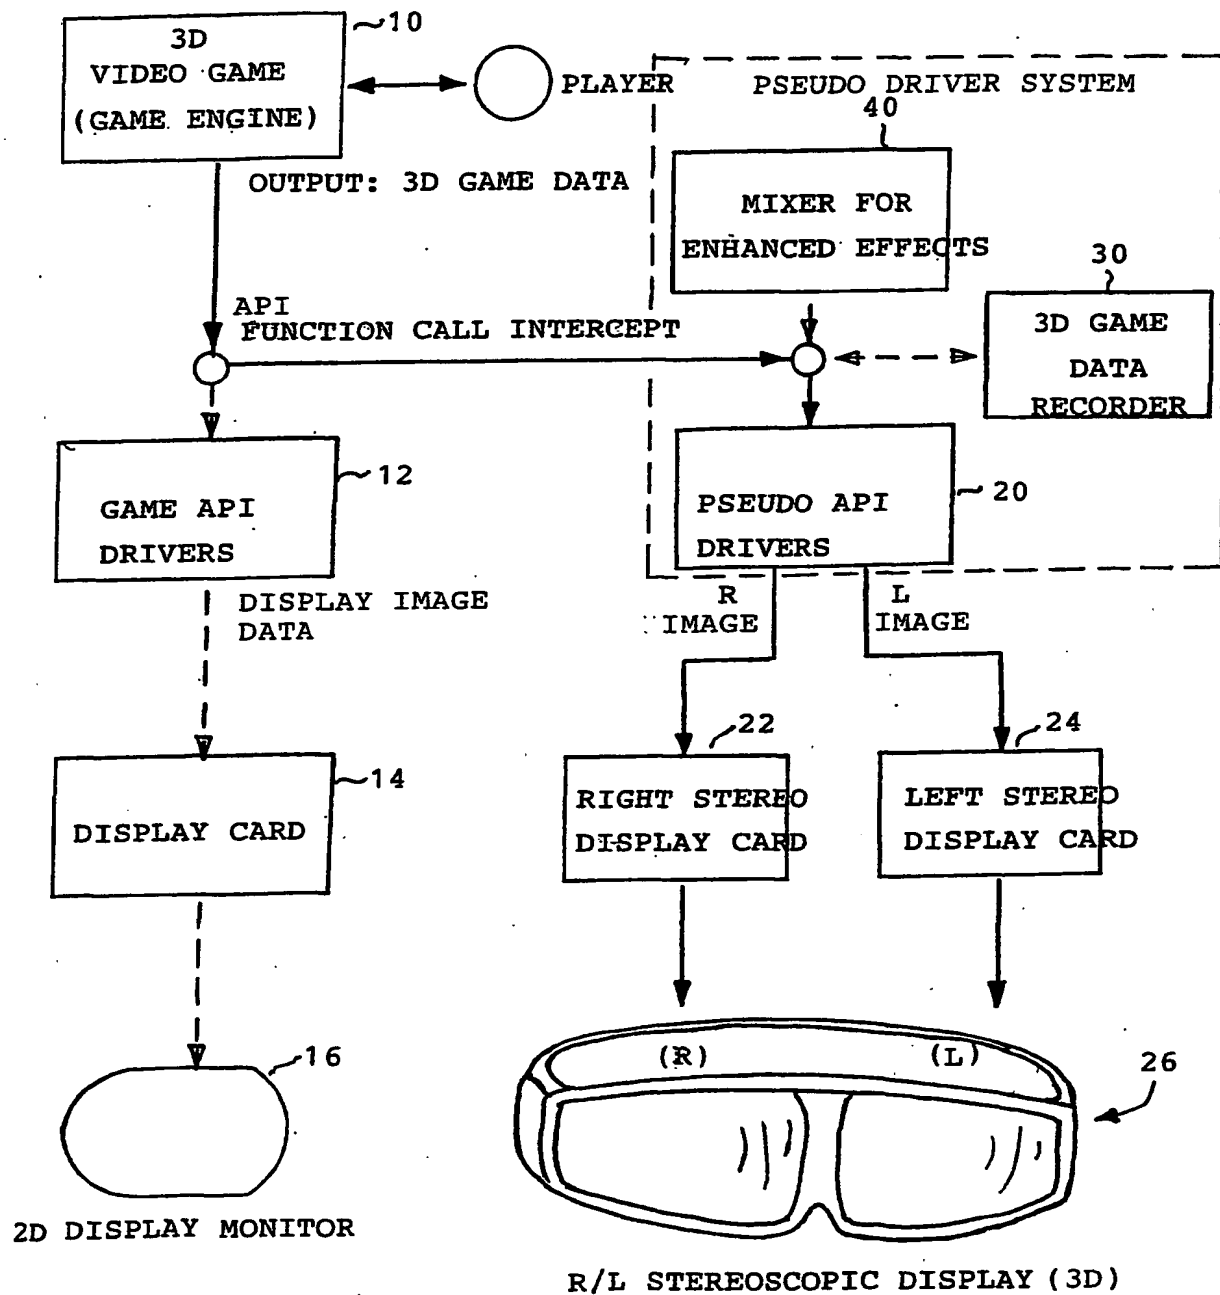 3D
VIDEO GAME
(GAME ENGINE)
10
PLAYER
OUTPUT: 3D GAME DATA
PSEUDO DRIVER SYSTEM
40
MIXER FOR
ENHANCED EFFECTS
30
3D GAME
DATA
RECORDER
API
FUNCTION CALL INTERCEPT
12
GAME API
DRIVERS
20
PSEUDO API
DRIVERS
DISPLAY IMAGE
DATA
R
IMAGE
L
IMAGE
14
DISPLAY CARD
22
RIGHT STEREO
DISPLAY CARD
24
LEFT STEREO
DISPLAY CARD
16
2D DISPLAY MONITOR
(R)
(L)
26
R/L STEREOSCOPIC DISPLAY (3D)